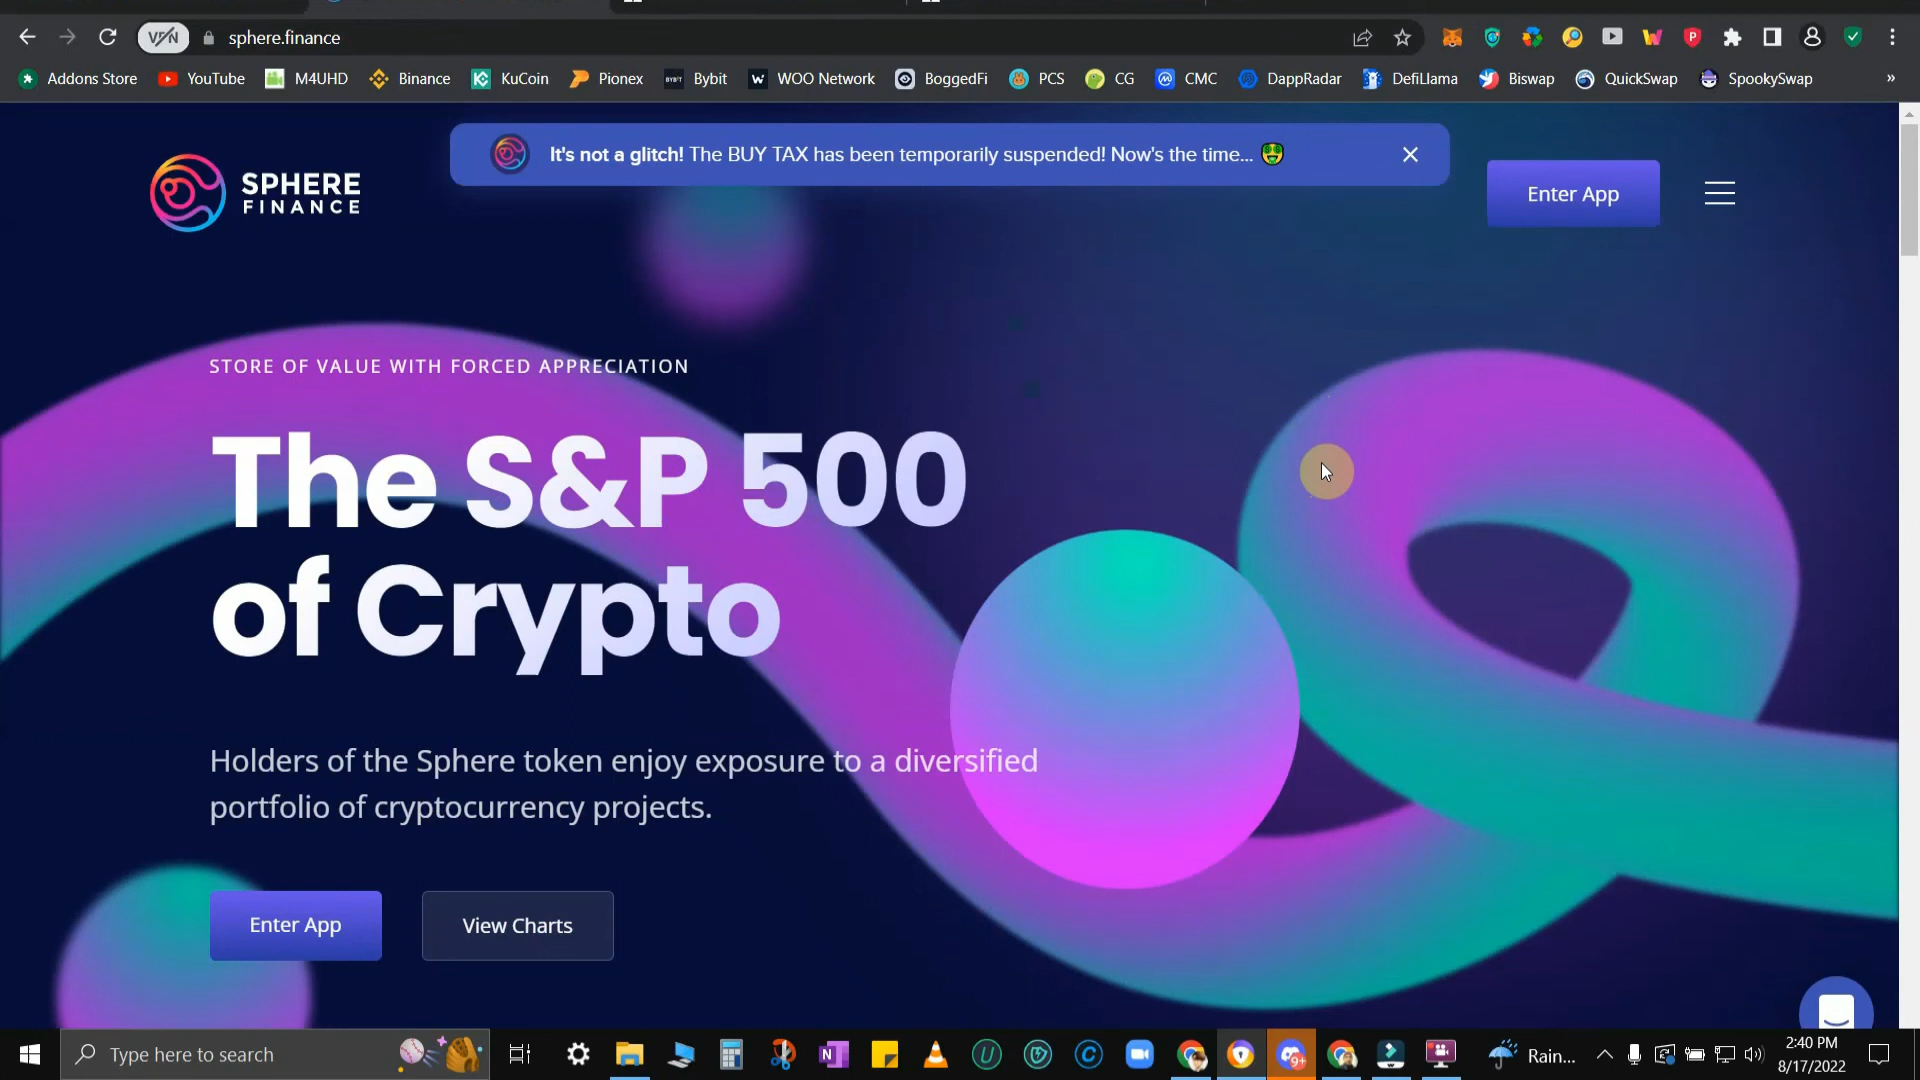 sphere.finance
VPN
Addons Store
YouTube
M4UHD
Binance
KuCoin
Pionex
Bybit
WOO Network
BoggedFi
PCS
CG
CMC
DappRadar
DefiLlama
Biswap
QuickSwap
SpookySwap
»
SPHERE
FINANCE
It's not a glitch! The BUY TAX has been temporarily suspended! Now's the time... 🤑
Enter App
STORE OF VALUE WITH FORCED APPRECIATION
The S&P 500
of Crypto
Holders of the Sphere token enjoy exposure to a diversified
portfolio of cryptocurrency projects.
Enter App
View Charts
Type here to search
9+
Rain...
2:40 PM
8/17/2022